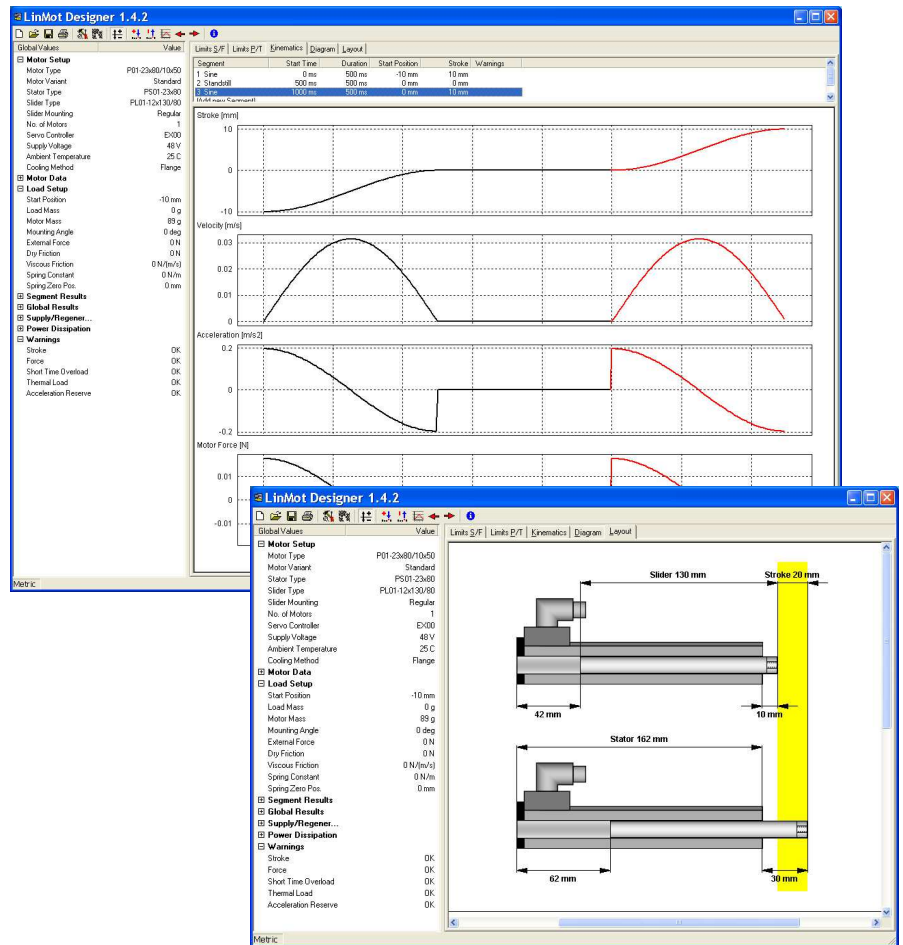 LinMot Designer 1.4.2
Global Values Value
Motor Setup
Motor Type P01-23x80/10x50
Motor Variant Standard
Stator Type PS01-23x80
Slider Type PL01-12x130/80
Slider Mounting Regular
No. of Motors 1
Servo Controller EX00
Supply Voltage 48 V
Ambient Temperature 25 C
Cooling Method Flange
Motor Data
Load Setup
Start Position -10 mm
Load Mass 0 g
Motor Mass 89 g
Mounting Angle 0 deg
External Force 0 N
Dry Friction 0 N
Viscous Friction 0 N/(m/s)
Spring Constant 0 N/m
Spring Zero Pos. 0 mm
Segment Results
Global Results
Supply/Regener...
Power Dissipation
Warnings
Stroke OK
Force OK
Short Time Overload OK
Thermal Load OK
Acceleration Reserve OK
Metric
Limits S/F Limits P/T Kinematics Diagram Layout
Segment Start Time Duration Start Position Stroke Warnings
1 Sine 0 ms 500 ms -10 mm 10 mm
2 Standstill 500 ms 500 ms 0 mm 0 mm
3 Sine 1000 ms 500 ms 0 mm 10 mm
(Add new Segment)
Stroke [mm]
10
0
-10
Velocity [m/s]
0.03
0.02
0.01
0
Acceleration [m/s2]
0.2
0
-0.2
Motor Force [N]
0.01
0
-0.01
LinMot Designer 1.4.2
Global Values Value
Motor Setup
Motor Type P01-23x80/10x50
Motor Variant Standard
Stator Type PS01-23x80
Slider Type PL01-12x130/80
Slider Mounting Regular
No. of Motors 1
Servo Controller EX00
Supply Voltage 48 V
Ambient Temperature 25 C
Cooling Method Flange
Motor Data
Load Setup
Start Position -10 mm
Load Mass 0 g
Motor Mass 89 g
Mounting Angle 0 deg
External Force 0 N
Dry Friction 0 N
Viscous Friction 0 N/(m/s)
Spring Constant 0 N/m
Spring Zero Pos. 0 mm
Segment Results
Global Results
Supply/Regener...
Power Dissipation
Warnings
Stroke OK
Force OK
Short Time Overload OK
Thermal Load OK
Acceleration Reserve OK
Metric
Limits S/F Limits P/T Kinematics Diagram Layout
Slider 130 mm Stroke 20 mm
42 mm 10 mm
Stator 162 mm
62 mm 30 mm